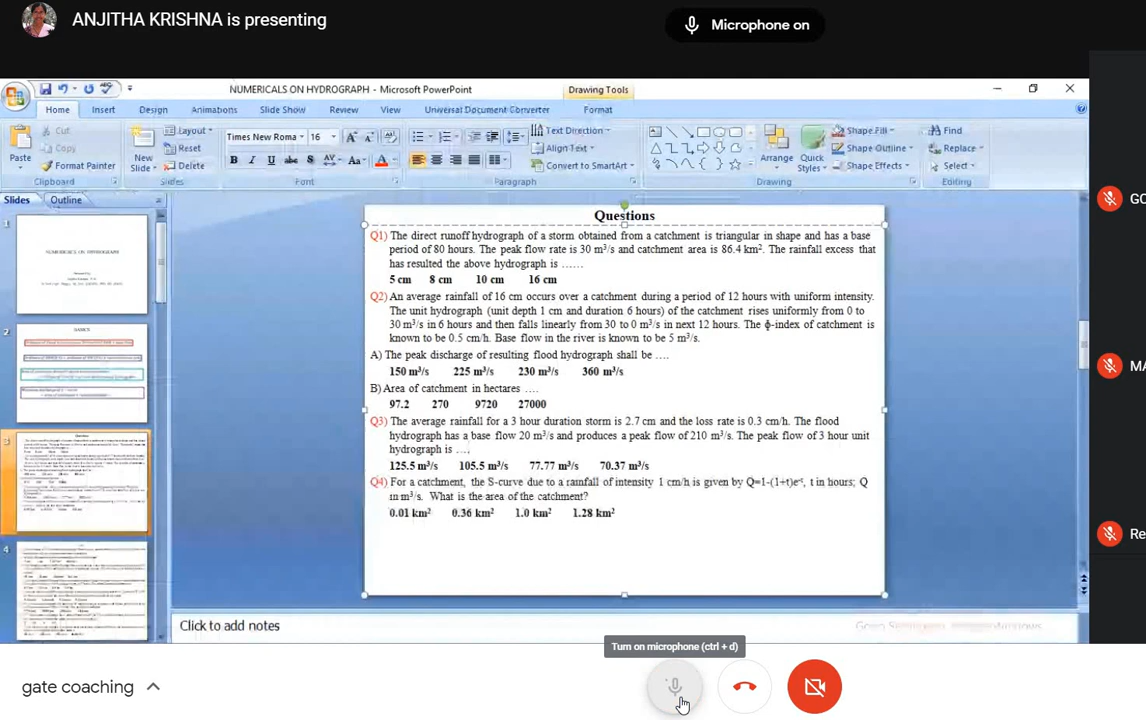 ANJITHA KRISHNA is presenting
Microphone on
NUMERICALS ON HYDROGRAPH - Microsoft PowerPoint
Drawing Tools
Home Insert Design Animations Slide Show Review View Universal Document Converter Format
Paste
Cut
Copy
Format Painter
Clipboard
New Slide
Layout
Reset
Delete
Slides
Times New Roma 16
B I U abc S AV Aa A
Font
Text Direction
Align Text
Convert to SmartArt
Paragraph
Arrange
Quick Styles
Shape Fill
Shape Outline
Shape Effects
Drawing
Find
Replace
Select
Editing
Slides Outline
1
NUMERICALS ON HYDROGRAPH
2
BASICS
3
4
Questions
Q1) The direct runoff hydrograph of a storm obtained from a catchment is triangular in shape and has a base
period of 80 hours. The peak flow rate is 30 m³/s and catchment area is 86.4 km². The rainfall excess that
has resulted the above hydrograph is ......
5 cm 8 cm 10 cm 16 cm
Q2) An average rainfall of 16 cm occurs over a catchment during a period of 12 hours with uniform intensity.
The unit hydrograph (unit depth 1 cm and duration 6 hours) of the catchment rises uniformly from 0 to
30 m³/s in 6 hours and then falls linearly from 30 to 0 m³/s in next 12 hours. The ϕ-index of catchment is
known to be 0.5 cm/h. Base flow in the river is known to be 5 m³/s.
A) The peak discharge of resulting flood hydrograph shall be ....
150 m³/s 225 m³/s 230 m³/s 360 m³/s
B) Area of catchment in hectares ....
97.2 270 9720 27000
Q3) The average rainfall for a 3 hour duration storm is 2.7 cm and the loss rate is 0.3 cm/h. The flood
hydrograph has a base flow 20 m³/s and produces a peak flow of 210 m³/s. The peak flow of 3 hour unit
hydrograph is ....
125.5 m³/s 105.5 m³/s 77.77 m³/s 70.37 m³/s
Q4) For a catchment, the S-curve due to a rainfall of intensity 1 cm/h is given by Q=1-(1+t)e⁻ᵗ, t in hours; Q
in m³/s. What is the area of the catchment?
0.01 km² 0.36 km² 1.0 km² 1.28 km²
Click to add notes
GO
MA
Re
Turn on microphone (ctrl + d)
gate coaching